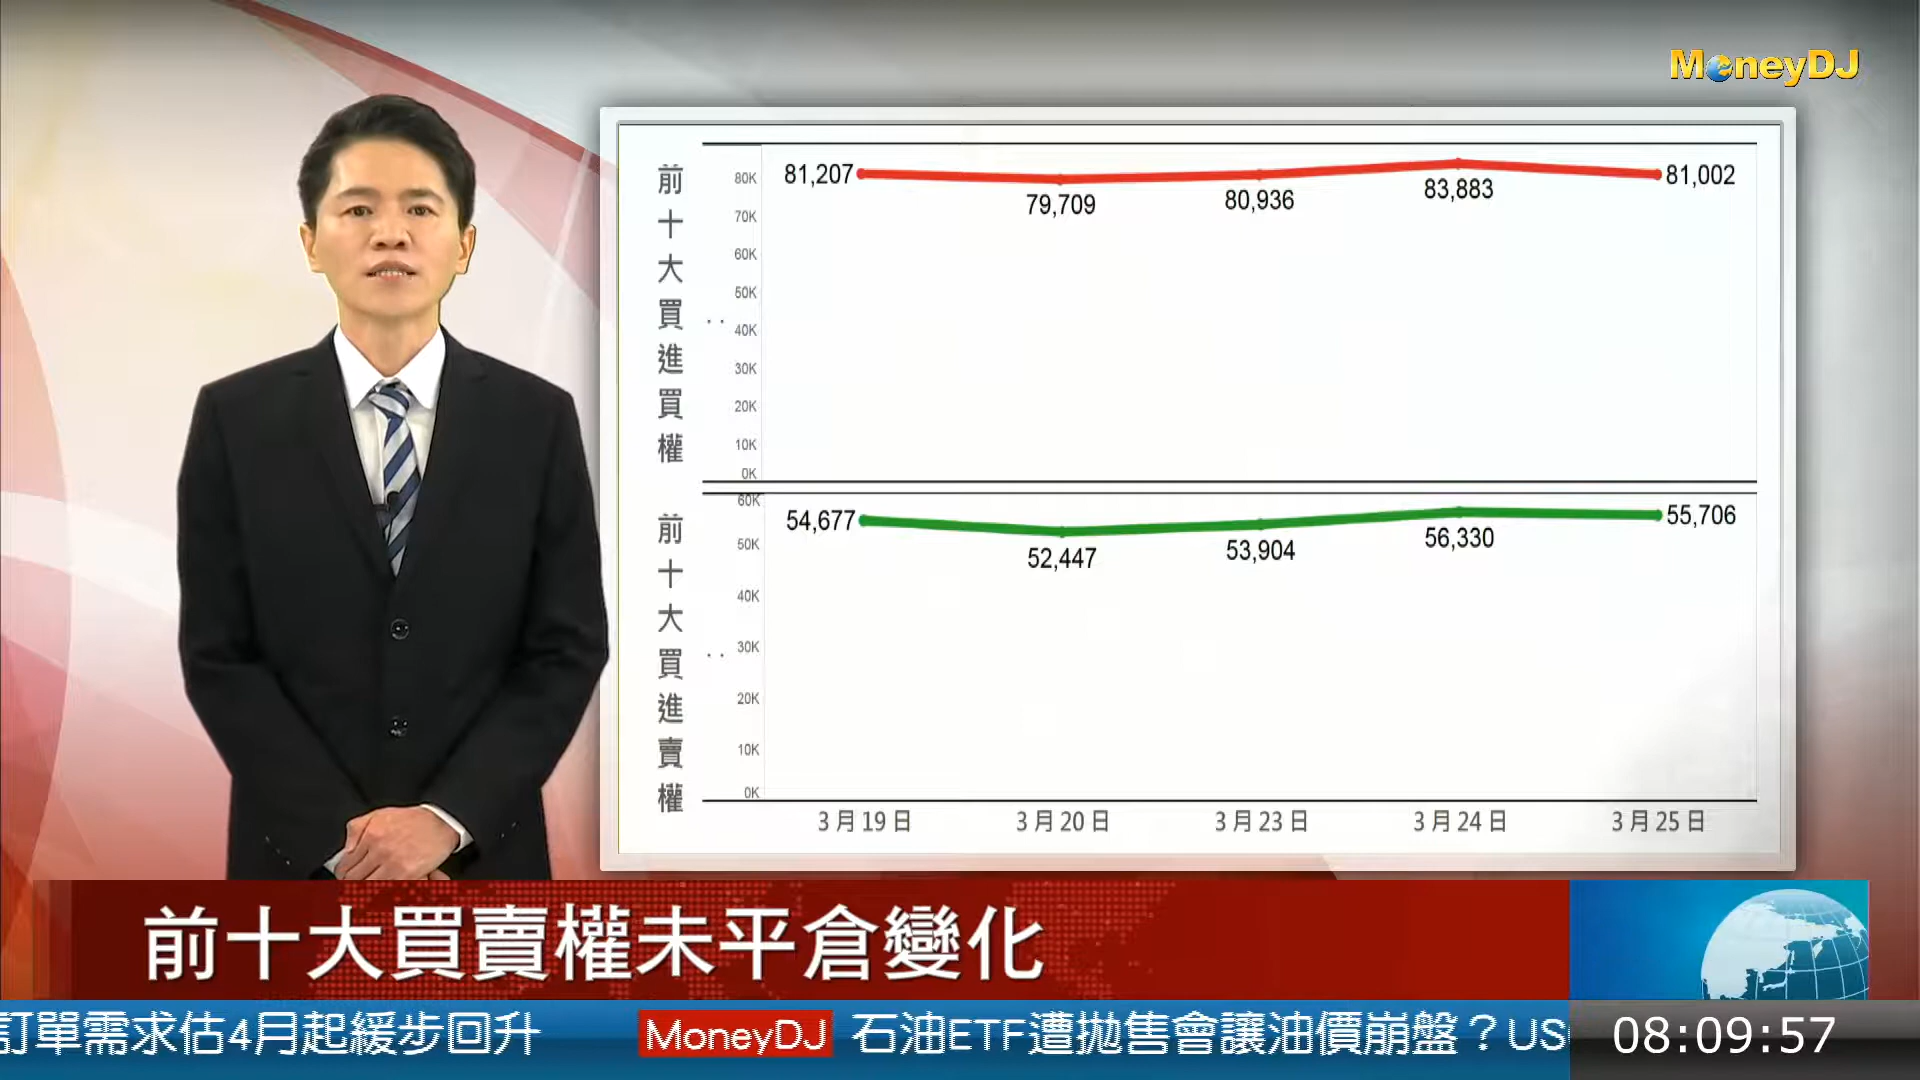 MoneyDJ
前十大買進買權
80K
70K
60K
50K
40K
30K
20K
10K
0K
81,207
79,709
80,936
83,883
81,002
前十大買進賣權
60K
50K
40K
30K
20K
10K
0K
54,677
52,447
53,904
56,330
55,706
3月19日 3月20日 3月23日 3月24日 3月25日
前十大買賣權未平倉變化
訂單需求估4月起緩步回升 MoneyDJ 石油ETF遭拋售會讓油價崩盤？US
08:09:57